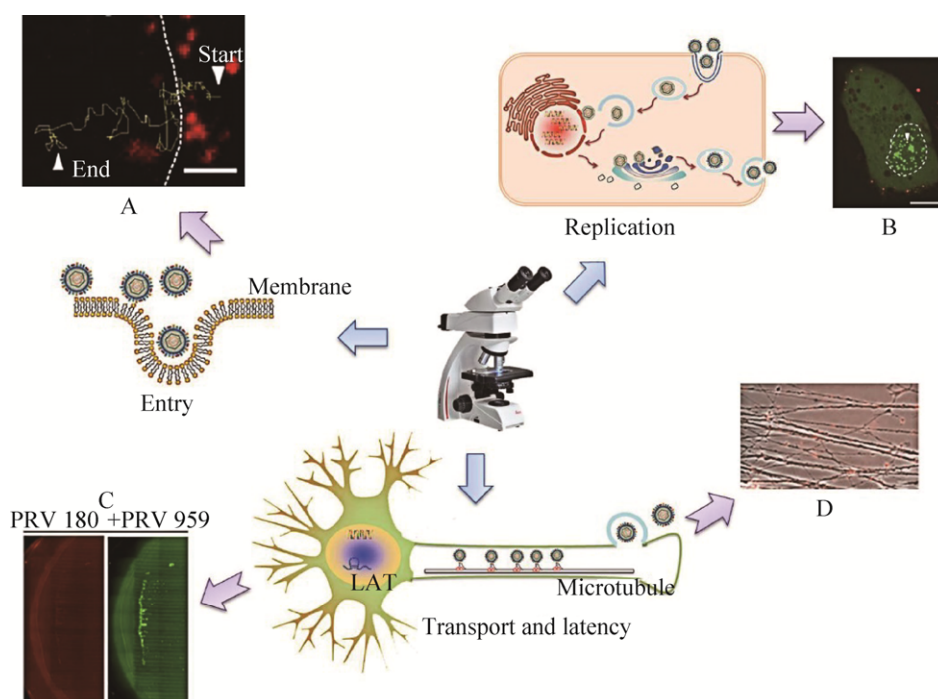 Start
End
A
Replication
B
Membrane
Entry
C
PRV 180 +PRV 959
LAT
Microtubule
Transport and latency
D